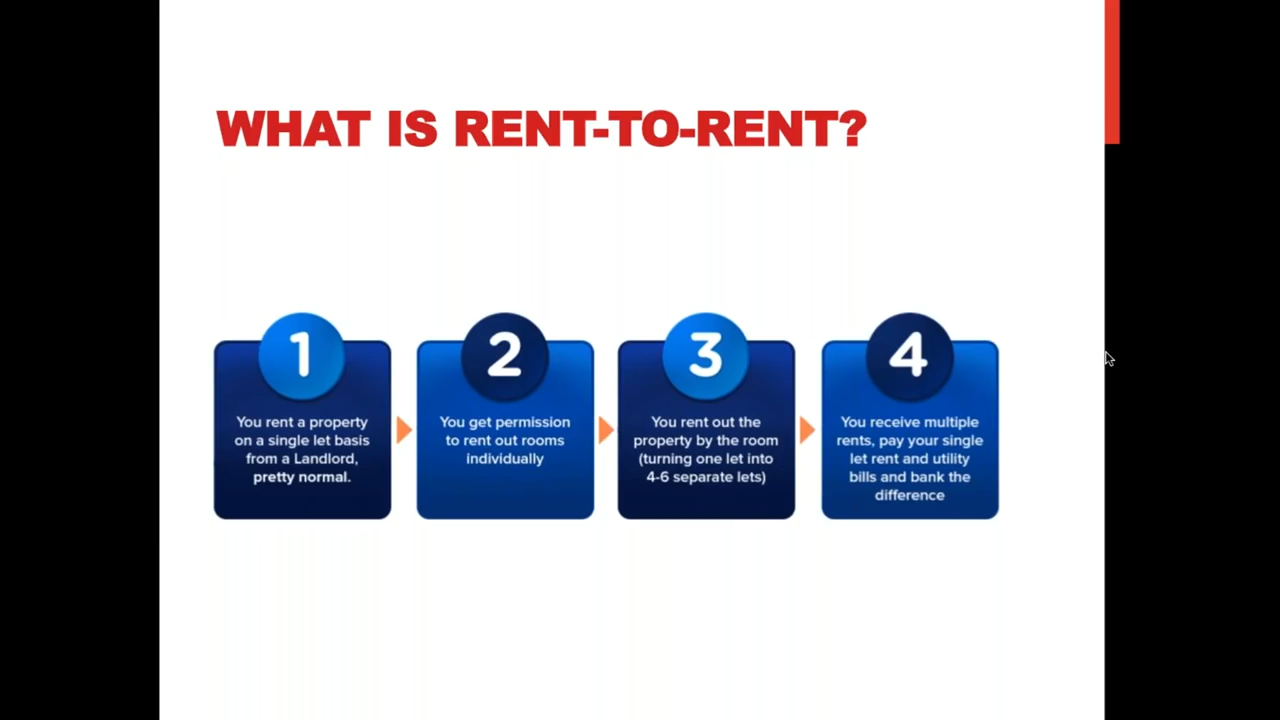 WHAT IS RENT-TO-RENT?
1
You rent a property
on a single let basis
from a Landlord,
pretty normal.
2
You get permission
to rent out rooms
individually
3
You rent out the
property by the room
(turning one let into
4-6 separate lets)
4
You receive multiple
rents, pay your single
let rent and utility
bills and bank the
difference